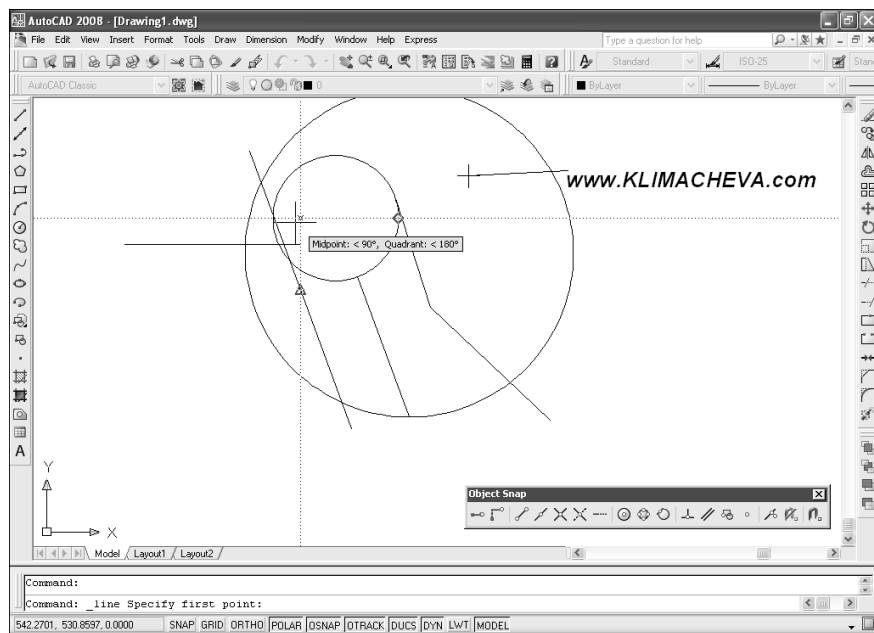 AutoCAD 2008 - [Drawing1.dwg]
File Edit View Insert Format Tools Draw Dimension Modify Window Help Express
Type a question for help
Standard ISO-25 Stan
AutoCAD Classic 0 ByLayer ByLayer
www.KLIMACHEVA.com
Midpoint: < 90°, Quadrant: < 180°
Y
X
A
Object Snap
Model Layout1 Layout2
Command:
Command: _line Specify first point:
542.2701, 530.8597, 0.0000 SNAP GRID ORTHO POLAR OSNAP OTRACK DUCS DYN LWT MODEL